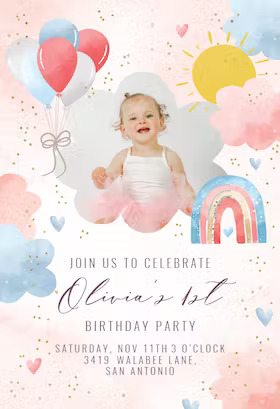 JOIN US TO CELEBRATE
Olivia's 1st
BIRTHDAY PARTY
SATURDAY, NOV 11TH 3 O'CLOCK
3419 WALABEE LANE,
SAN ANTONIO